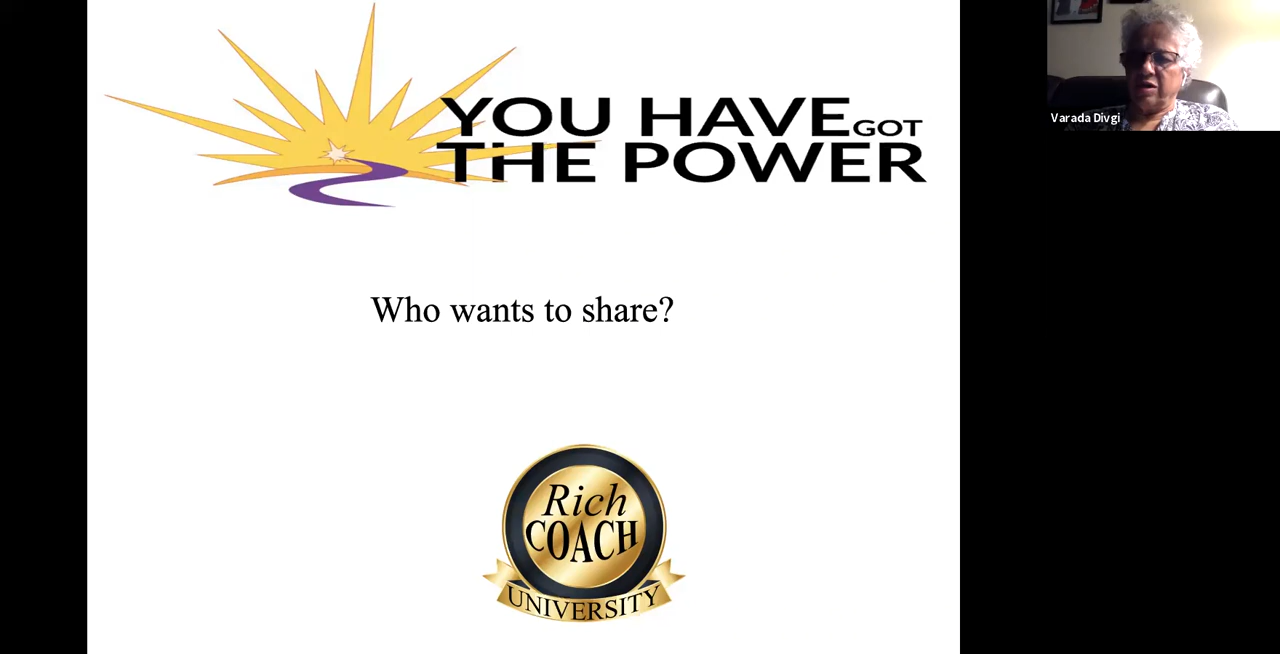 YOU HAVE GOT
THE POWER
Varada Divgi
Who wants to share?
Rich
COACH
UNIVERSITY